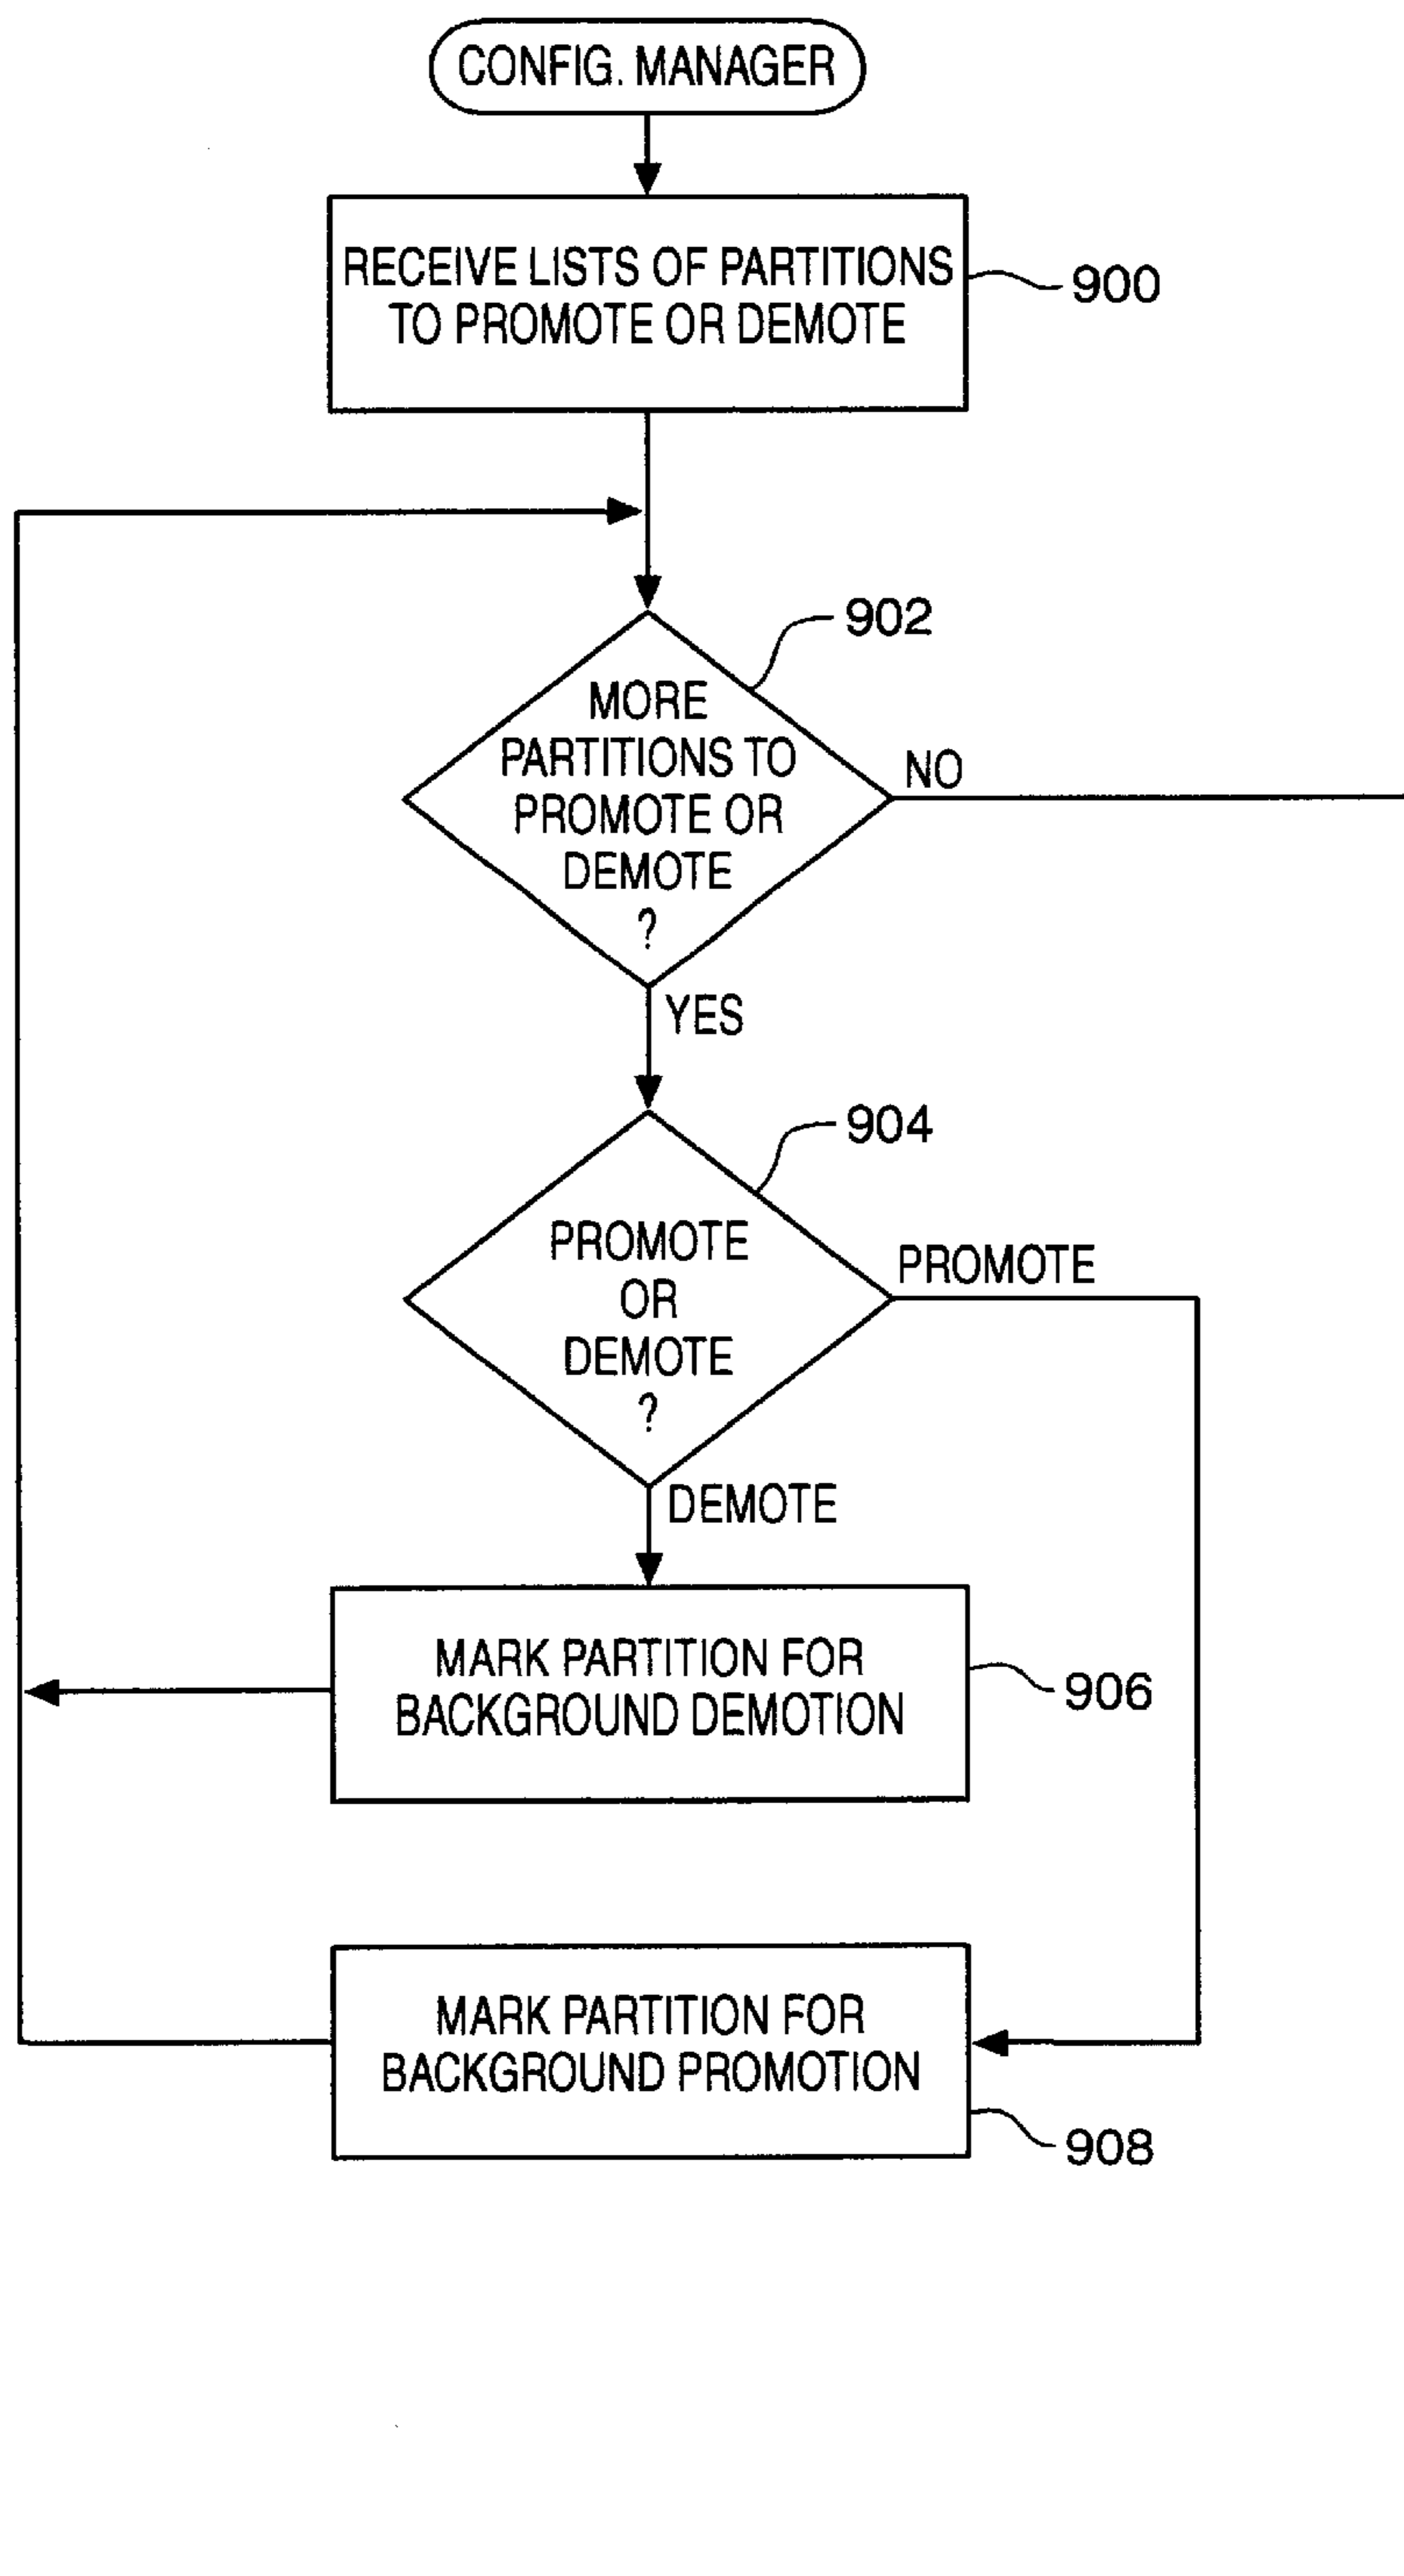 CONFIG. MANAGER
RECEIVE LISTS OF PARTITIONS
TO PROMOTE OR DEMOTE
900
902
MORE
PARTITIONS TO
PROMOTE OR
DEMOTE
?
NO
YES
904
PROMOTE
OR
DEMOTE
?
PROMOTE
DEMOTE
MARK PARTITION FOR
BACKGROUND DEMOTION
906
MARK PARTITION FOR
BACKGROUND PROMOTION
908